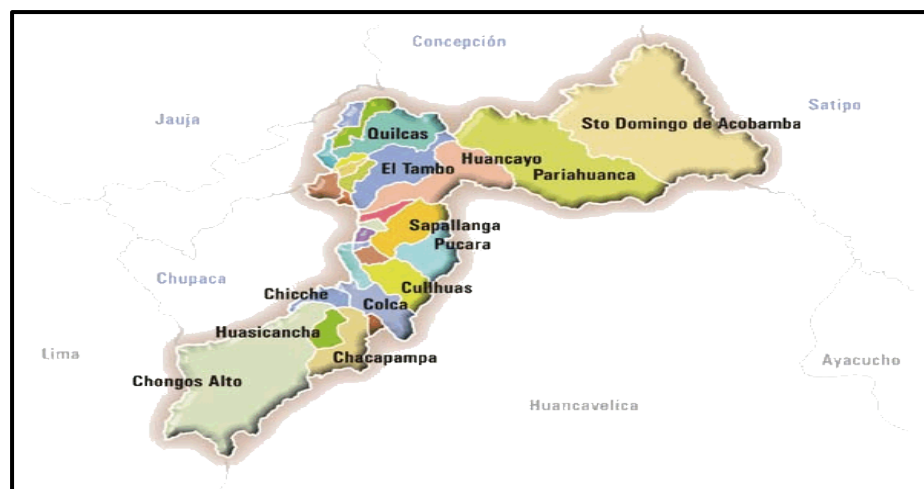 Concepción
Jauja
Satipo
Sto Domingo de Acobamba
Quilcas
Huancayo
El Tambo
Pariahuanca
Sapallanga
Pucara
Chupaca
Cullhuas
Chicche
Colca
Huasicancha
Lima
Chacapampa
Ayacucho
Chongos Alto
Huancavelica